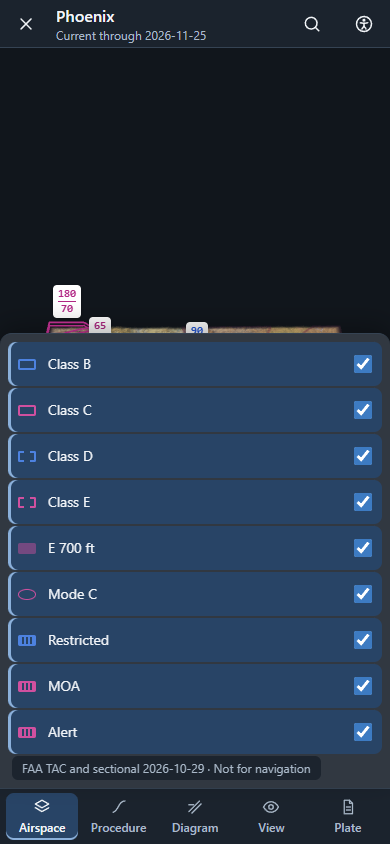 Phoenix
Current through 2026-11-25
180
70
65
90
Class B
Class C
Class D
Class E
E 700 ft
Mode C
Restricted
MOA
Alert
FAA TAC and sectional 2026-10-29 · Not for navigation
Airspace
Procedure
Diagram
View
Plate